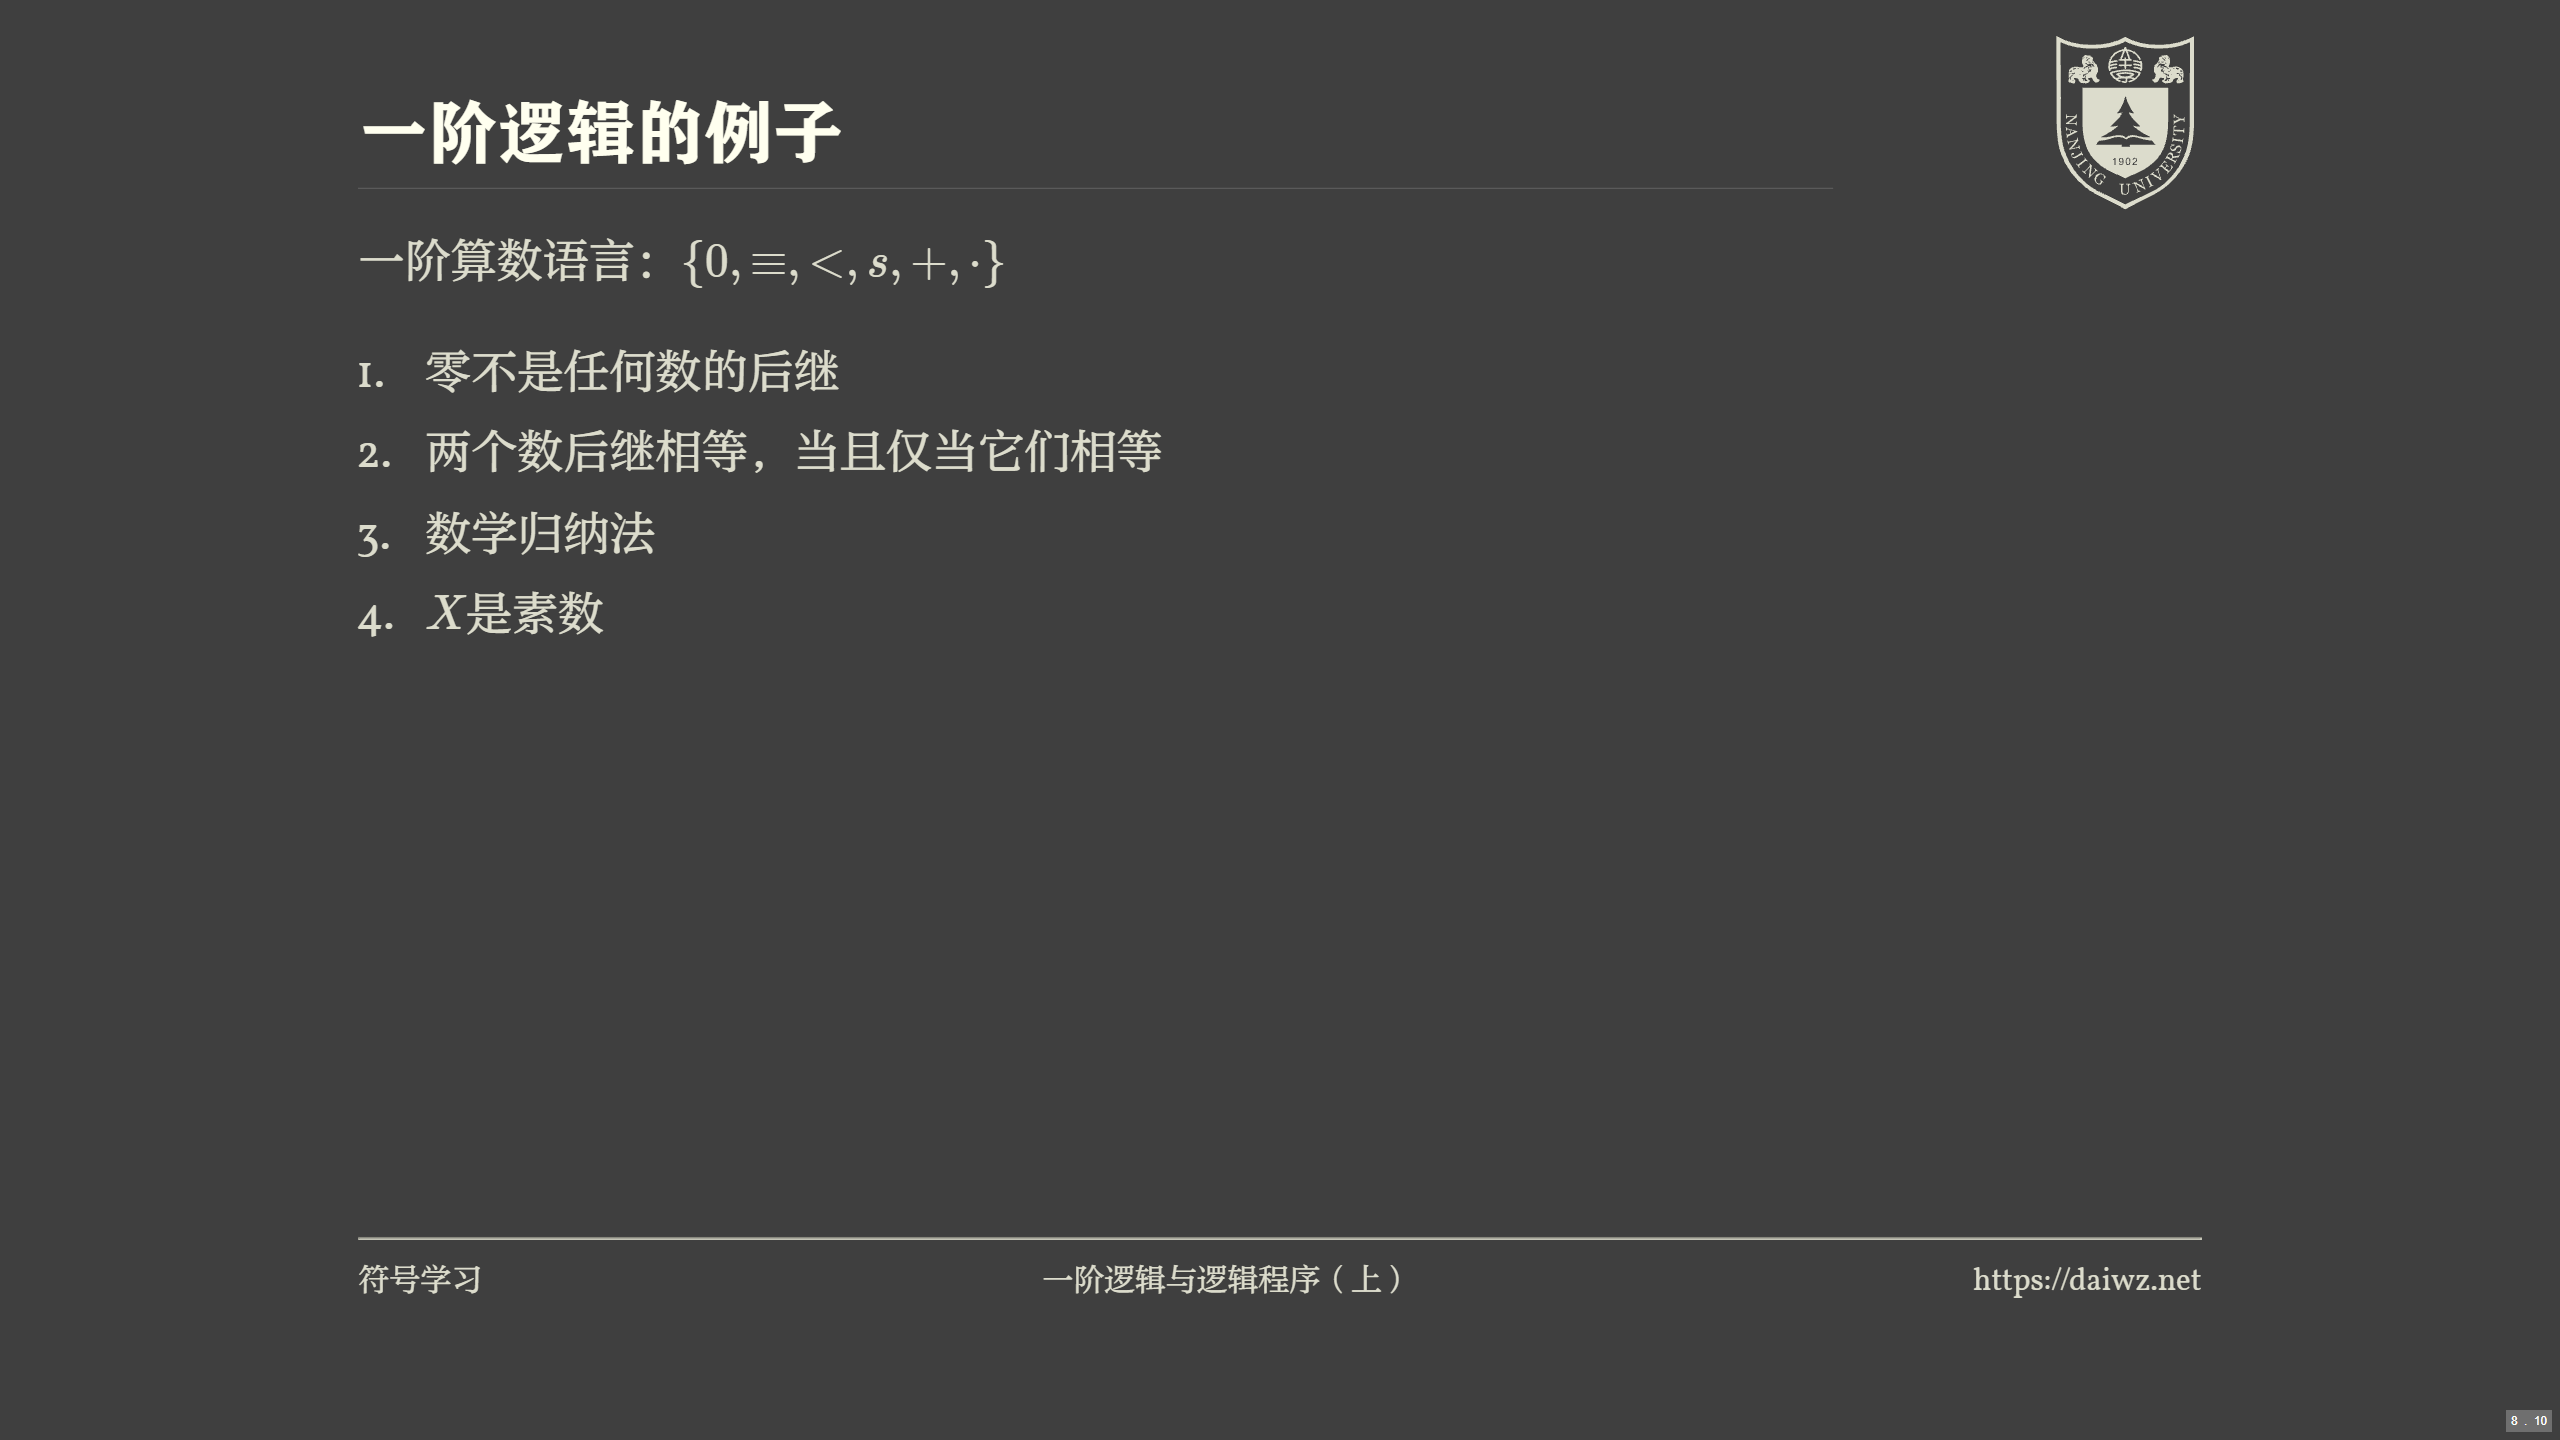 一阶逻辑的例子
NANJING UNIVERSITY
1902
一阶算数语言：{0, ≡, <, s, +, ·}
1. 零不是任何数的后继
2. 两个数后继相等，当且仅当它们相等
3. 数学归纳法
4. X是素数
符号学习
一阶逻辑与逻辑程序（上）
https://daiwz.net
8 . 10